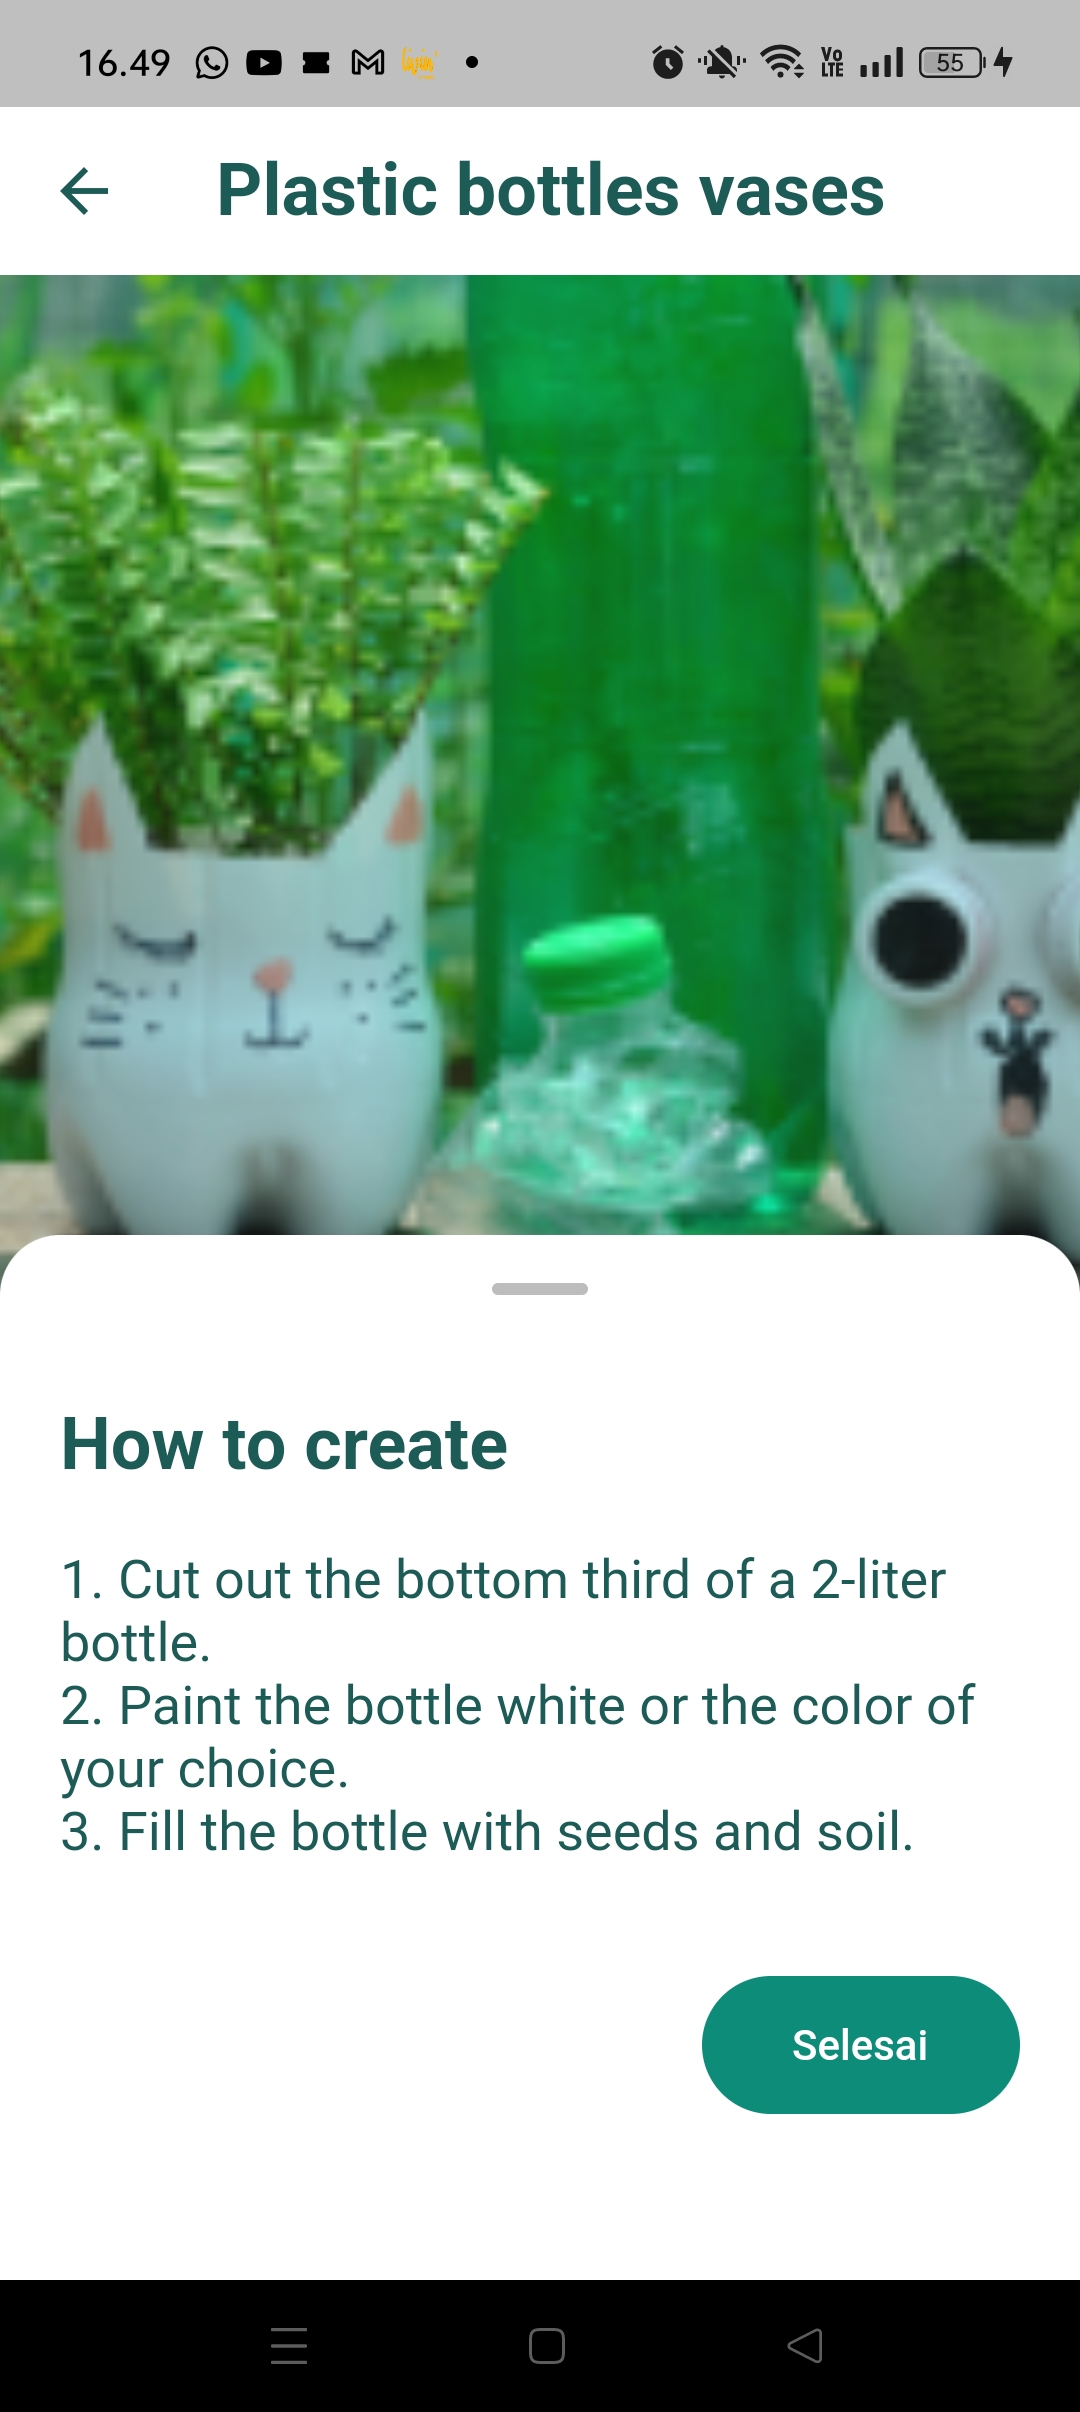 16.49
Vo
LTE
55
Plastic bottles vases
How to create
1. Cut out the bottom third of a 2-liter
bottle.
2. Paint the bottle white or the color of
your choice.
3. Fill the bottle with seeds and soil.
Selesai